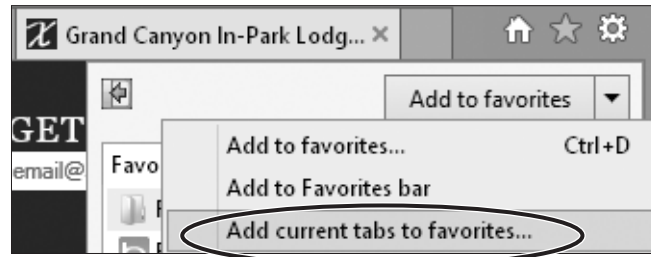 Grand Canyon In-Park Lodg...
Add to favorites
GET
email@
Favo
Add to favorites... Ctrl+D
Add to Favorites bar
Add current tabs to favorites...